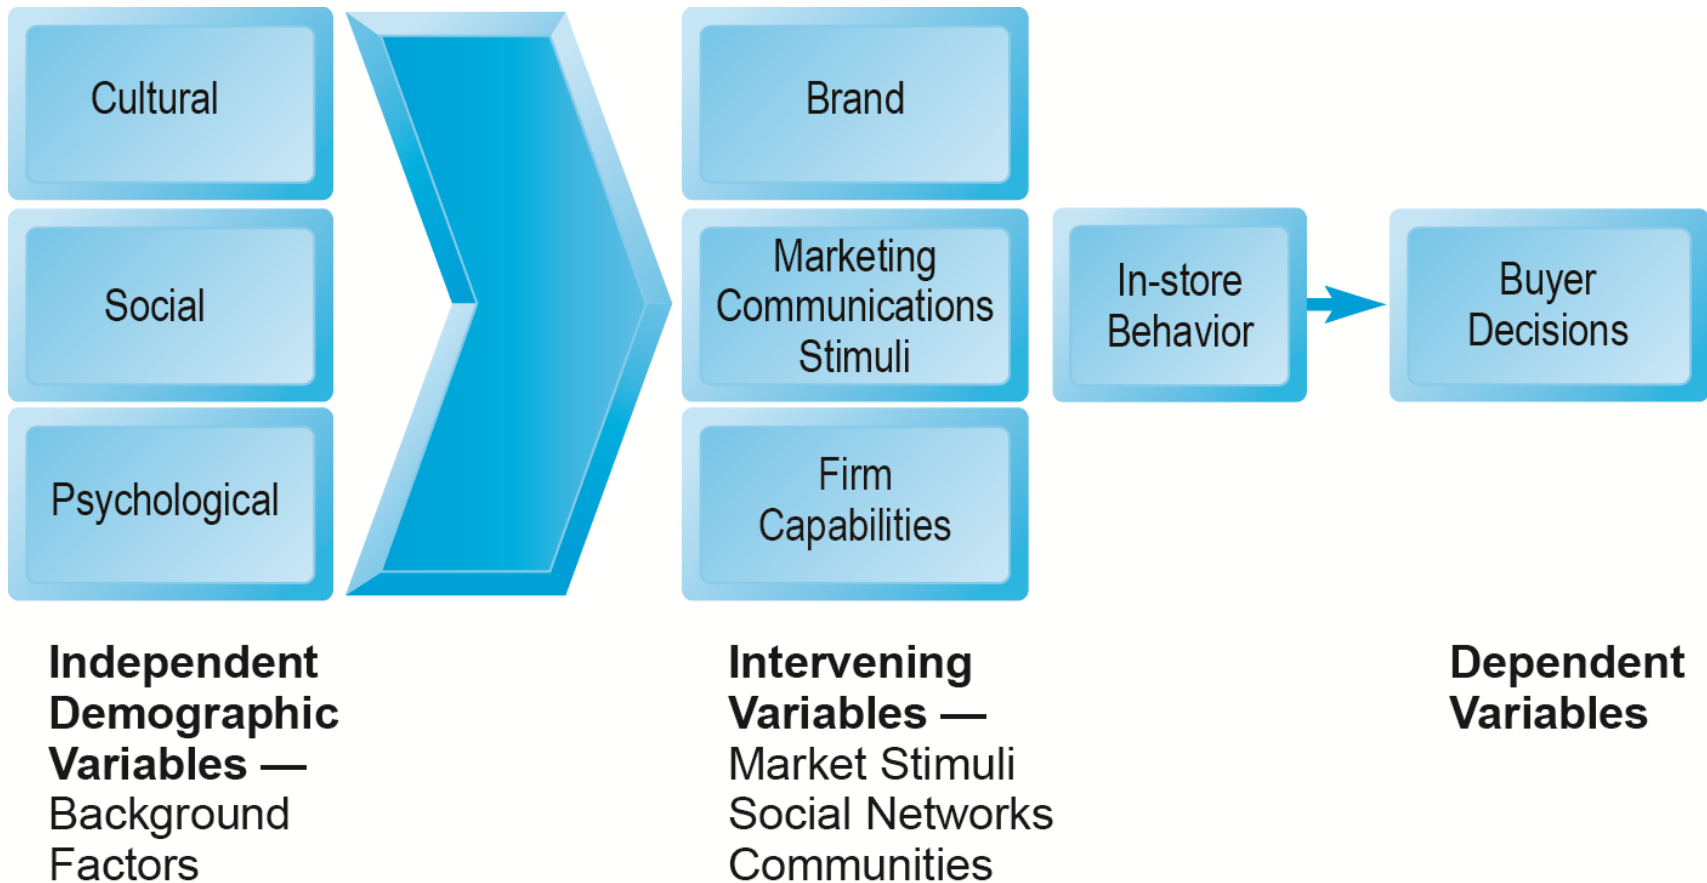 Cultural
Social
Psychological
Brand
Marketing
Communications
Stimuli
Firm
Capabilities
In-store
Behavior
Buyer
Decisions
Independent
Demographic
Variables —
Background
Factors
Intervening
Variables —
Market Stimuli
Social Networks
Communities
Dependent
Variables